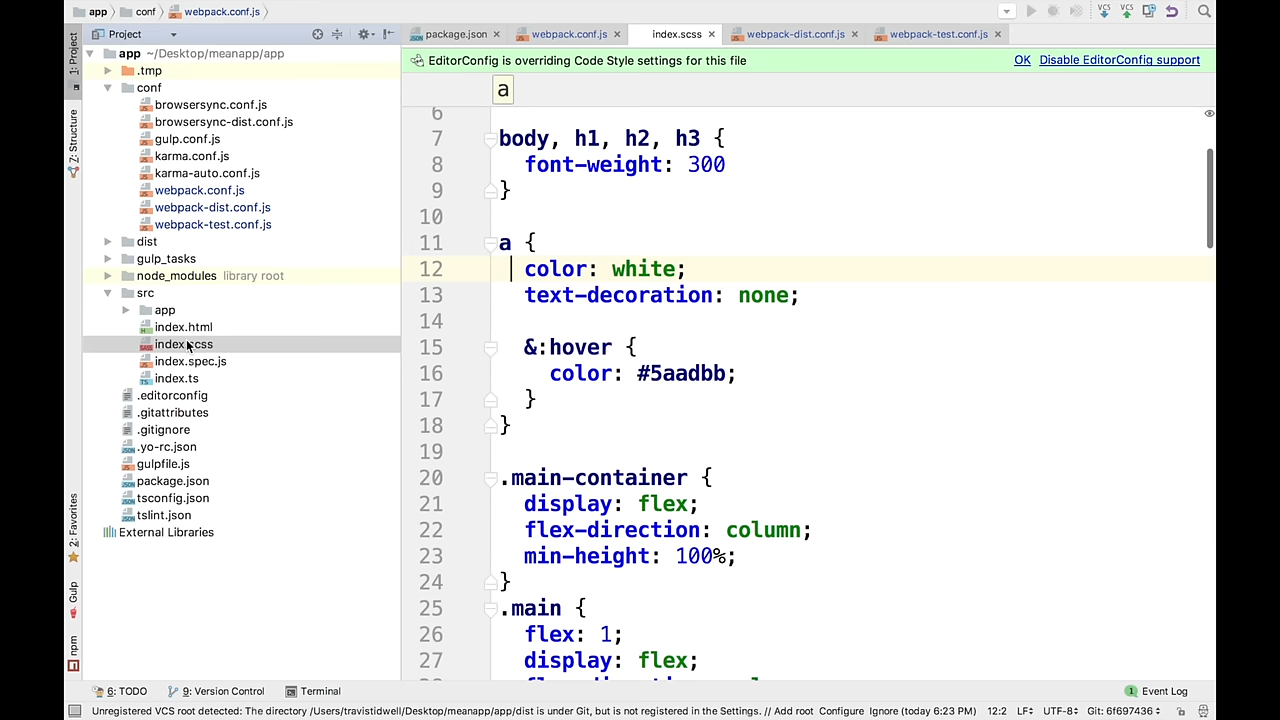 app conf webpack.conf.js
VCS VCS
1: Project
7: Structure
2: Favorites
Gulp
npm
Project
app ~/Desktop/meanapp/app
.tmp
conf
browsersync.conf.js
browsersync-dist.conf.js
gulp.conf.js
karma.conf.js
karma-auto.conf.js
webpack.conf.js
webpack-dist.conf.js
webpack-test.conf.js
dist
gulp_tasks
node_modules library root
src
app
index.html
index.scss
index.spec.js
index.ts
.editorconfig
.gitattributes
.gitignore
.yo-rc.json
gulpfile.js
package.json
tsconfig.json
tslint.json
External Libraries
package.json webpack.conf.js index.scss webpack-dist.conf.js webpack-test.conf.js
EditorConfig is overriding Code Style settings for this file OK Disable EditorConfig support
a
6
7 body, h1, h2, h3 {
8 font-weight: 300
9 }
10
11 a {
12 color: white;
13 text-decoration: none;
14
15 &:hover {
16 color: #5aadbb;
17 }
18 }
19
20 .main-container {
21 display: flex;
22 flex-direction: column;
23 min-height: 100%;
24 }
25 .main {
26 flex: 1;
27 display: flex;
6: TODO 9: Version Control Terminal 1 Event Log
Unregistered VCS root detected: The directory /Users/travistidwell/Desktop/meanapp/app/dist is under Git, but is not registered in the Settings. // Add root Configure Ignore (today 6:23 PM) 12:2 LF÷ UTF-8÷ Git: 6f697436÷